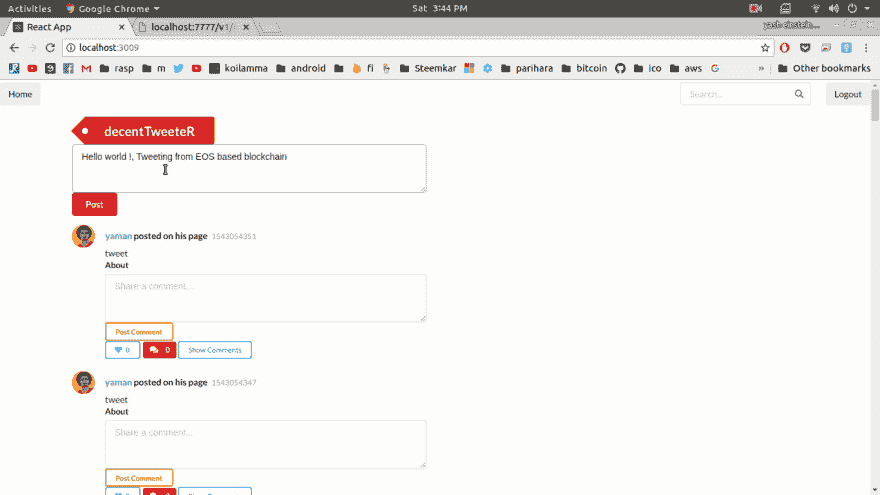 Activities Google Chrome Sat 3:44 PM
React App localhost:7777/v1/ yash einstein...
localhost:3009
rasp m koilamma android fi Steemkar parihara bitcoin ico aws » Other bookmarks
Home Search... Logout
decentTweeteR
Hello world !, Tweeting from EOS based blockchain
Post
yaman posted on his page 1543054351
tweet
About
Share a comment...
Post Comment
0 0 Show Comments
yaman posted on his page 1543054347
tweet
About
Share a comment...
Post Comment